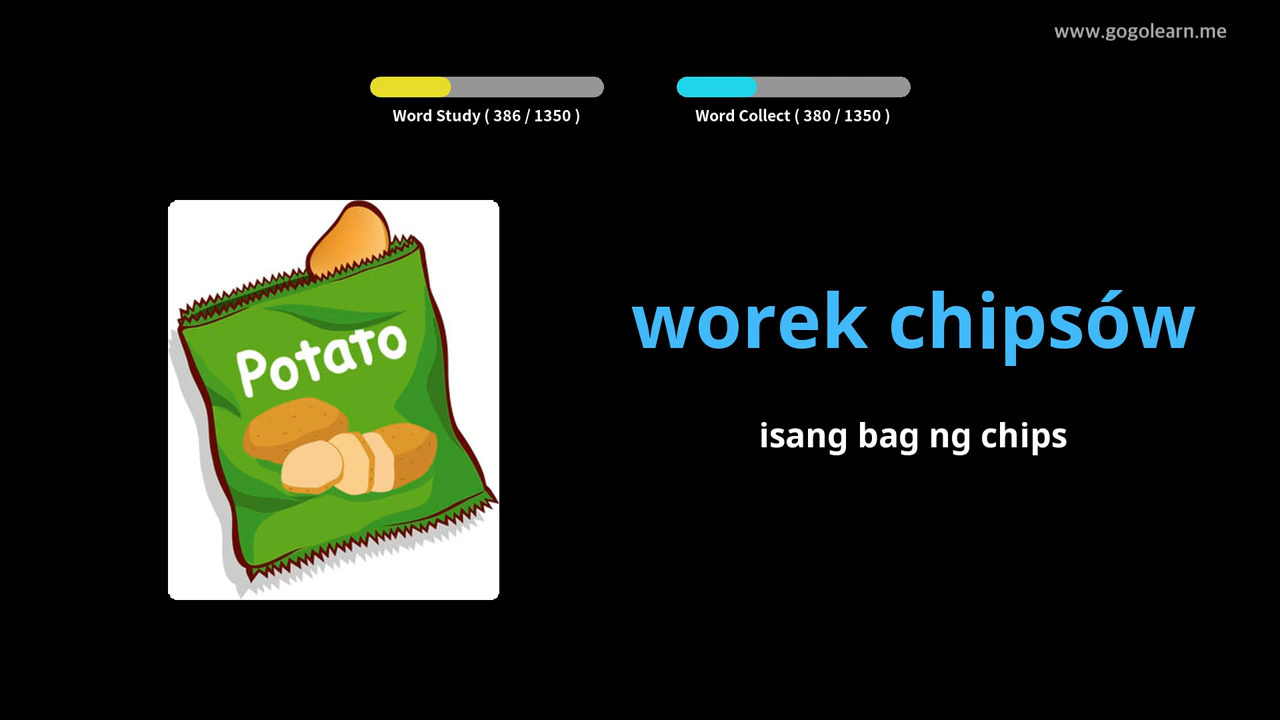 www.gogolearn.me
Word Study ( 386 / 1350 )
Word Collect ( 380 / 1350 )
Potato
worek chipsów
isang bag ng chips